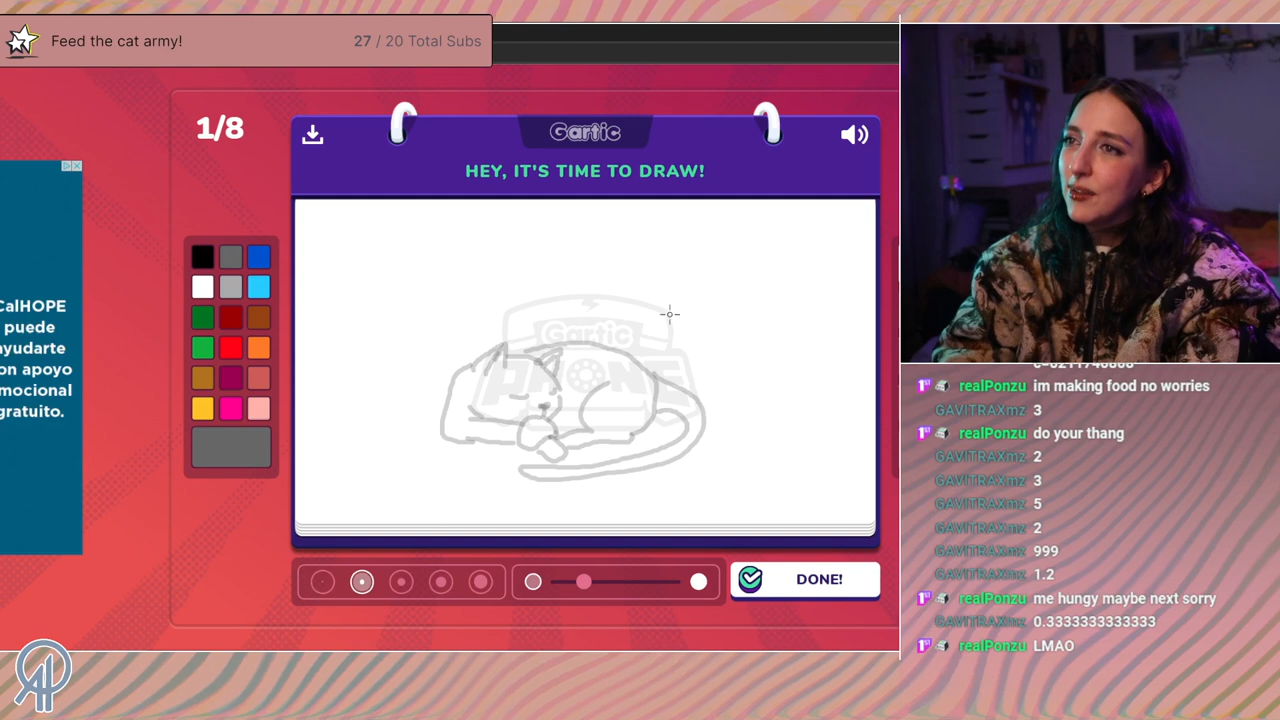 Feed the cat army!
27 / 20 Total Subs
1/8
Gartic
HEY, IT'S TIME TO DRAW!
Gartic
PHONE
CalHOPE
puede
ayudarte
on apoyo
mocional
gratuito.
DONE!
realPonzu im making food no worries
GAVITRAXmz 3
realPonzu do your thang
GAVITRAXmz 2
GAVITRAXmz 3
GAVITRAXmz 5
GAVITRAXmz 2
GAVITRAXmz 999
GAVITRAXmz 1.2
realPonzu me hungy maybe next sorry
GAVITRAXmz 0.3333333333333
realPonzu LMAO